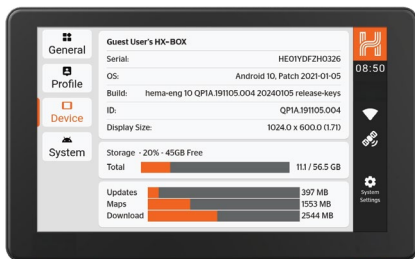 General
Profile
Device
System
Guest User's HX-BOX
Serial: HE01YDFZH0326
OS: Android 10, Patch 2021-01-05
Build: hema-eng 10 QP1A.191105.004 20240105 release-keys
ID: QP1A.191105.004
Display Size: 1024.0 x 600.0 (1.71)
Storage - 20% - 45GB Free
Total 11.1 / 56.5 GB
Updates 397 MB
Maps 1553 MB
Download 2544 MB
08:50
System
Settings